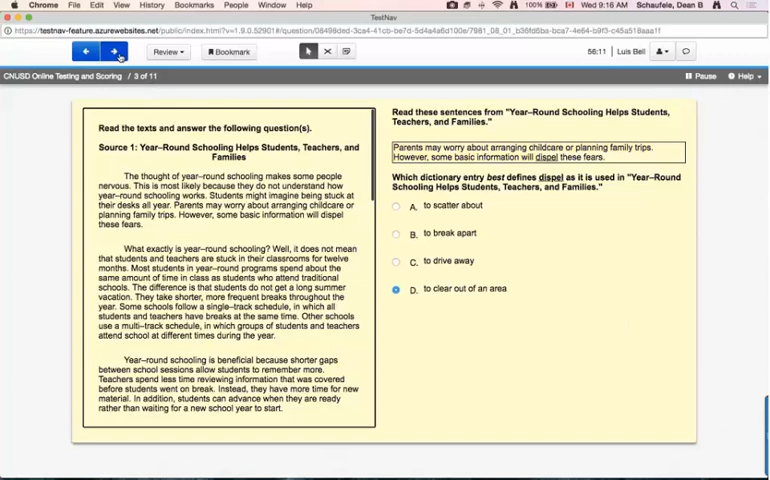 Chrome File Edit View History Bookmarks People Window Help 100% Wed 9:16 AM Schaufele, Dean B
TestNav
Review Bookmark 56:11 Luis Bell
CNUSD Online Testing and Scoring / 3 of 11 Pause Help
Read the texts and answer the following question(s).
Source 1: Year–Round Schooling Helps Students, Teachers, and
Families
The thought of year–round schooling makes some people
nervous. This is most likely because they do not understand how
year–round schooling works. Students might imagine being stuck at
their desks all year. Parents may worry about arranging childcare or
planning family trips. However, some basic information will dispel
these fears.
What exactly is year–round schooling? Well, it does not mean
that students and teachers are stuck in their classrooms for twelve
months. Most students in year–round programs spend about the
same amount of time in class as students who attend traditional
schools. The difference is that students do not get a long summer
vacation. They take shorter, more frequent breaks throughout the
year. Some schools follow a single–track schedule, in which all
students and teachers have breaks at the same time. Other schools
use a multi–track schedule, in which groups of students and teachers
attend school at different times during the year.
Year–round schooling is beneficial because shorter gaps
between school sessions allow students to remember more.
Teachers spend less time reviewing information that was covered
before students went on break. Instead, they have more time for new
material. In addition, students can advance when they are ready
rather than waiting for a new school year to start.
Read these sentences from "Year–Round Schooling Helps Students,
Teachers, and Families."
Parents may worry about arranging childcare or planning family trips.
However, some basic information will dispel these fears.
Which dictionary entry best defines dispel as it is used in "Year–Round
Schooling Helps Students, Teachers, and Families."
A. to scatter about
B. to break apart
C. to drive away
D. to clear out of an area